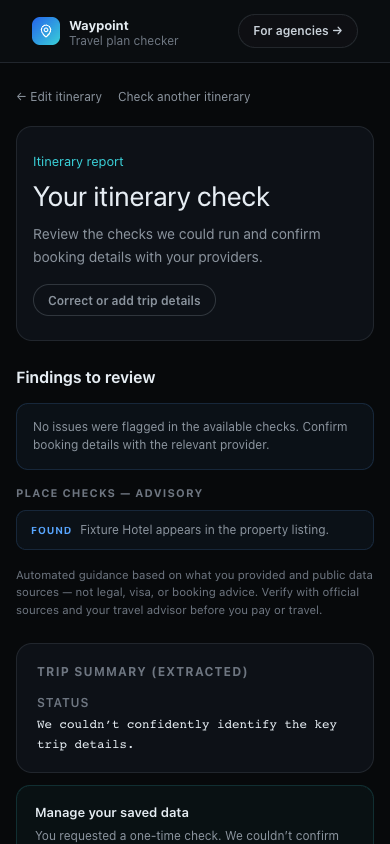 Waypoint
Travel plan checker
For agencies →
← Edit itinerary
Check another itinerary
Itinerary report
Your itinerary check
Review the checks we could run and confirm
booking details with your providers.
Correct or add trip details
Findings to review
No issues were flagged in the available checks. Confirm
booking details with the relevant provider.
PLACE CHECKS — ADVISORY
FOUND Fixture Hotel appears in the property listing.
Automated guidance based on what you provided and public data
sources — not legal, visa, or booking advice. Verify with official
sources and your travel advisor before you pay or travel.
TRIP SUMMARY (EXTRACTED)
STATUS
We couldn’t confidently identify the key
trip details.
Manage your saved data
You requested a one-time check. We couldn’t confirm